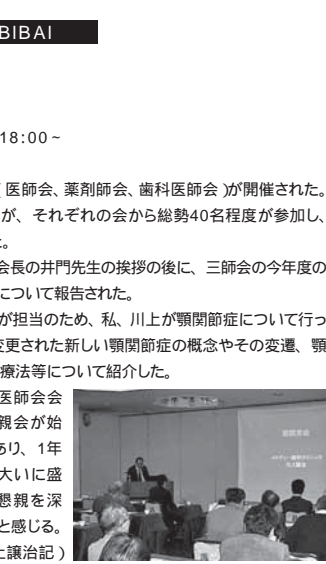 BIBAI
18:00～
（医師会、薬剤師会、歯科医師会）が開催された。
が、それぞれの会から総勢40名程度が参加し、
た。
会長の井門先生の挨拶の後に、三師会の今年度の
について報告された。
が担当のため、私、川上が顎関節症について行っ
変更された新しい顎関節症の概念やその変遷、顎
療法等について紹介した。
医師会会
親会が始
あり、1年
大いに盛
懇親を深
と感じる。
上讓治記）